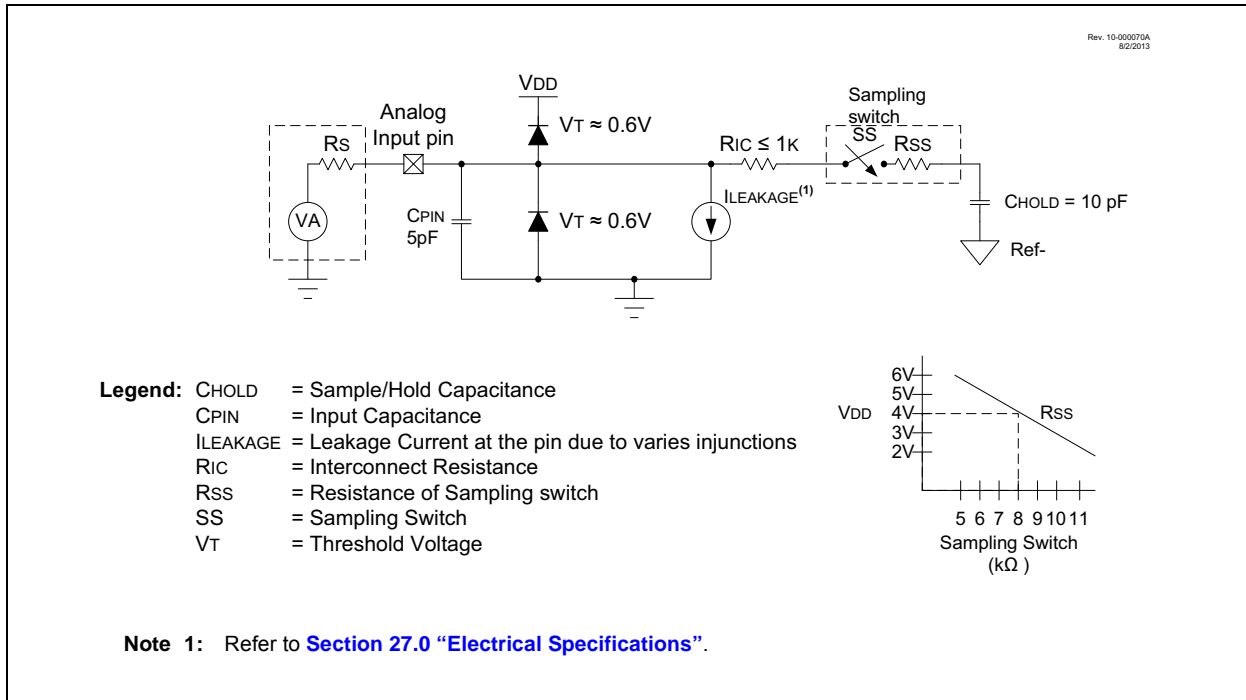 Rev. 10-000070A
8/2/2013
VDD
Sampling
switch
Analog
Input pin
VT ≈ 0.6V
SS
RS
RIC ≤ 1K
RSS
ILEAKAGE(1)
CHOLD = 10 pF
VA
CPIN
5pF
VT ≈ 0.6V
Ref-
Legend: CHOLD = Sample/Hold Capacitance
CPIN = Input Capacitance
ILEAKAGE = Leakage Current at the pin due to varies injunctions
RIC = Interconnect Resistance
RSS = Resistance of Sampling switch
SS = Sampling Switch
VT = Threshold Voltage
6V
5V
VDD 4V RSS
3V
2V
5 6 7 8 9 10 11
Sampling Switch
(kΩ )
Note 1: Refer to Section 27.0 “Electrical Specifications”.